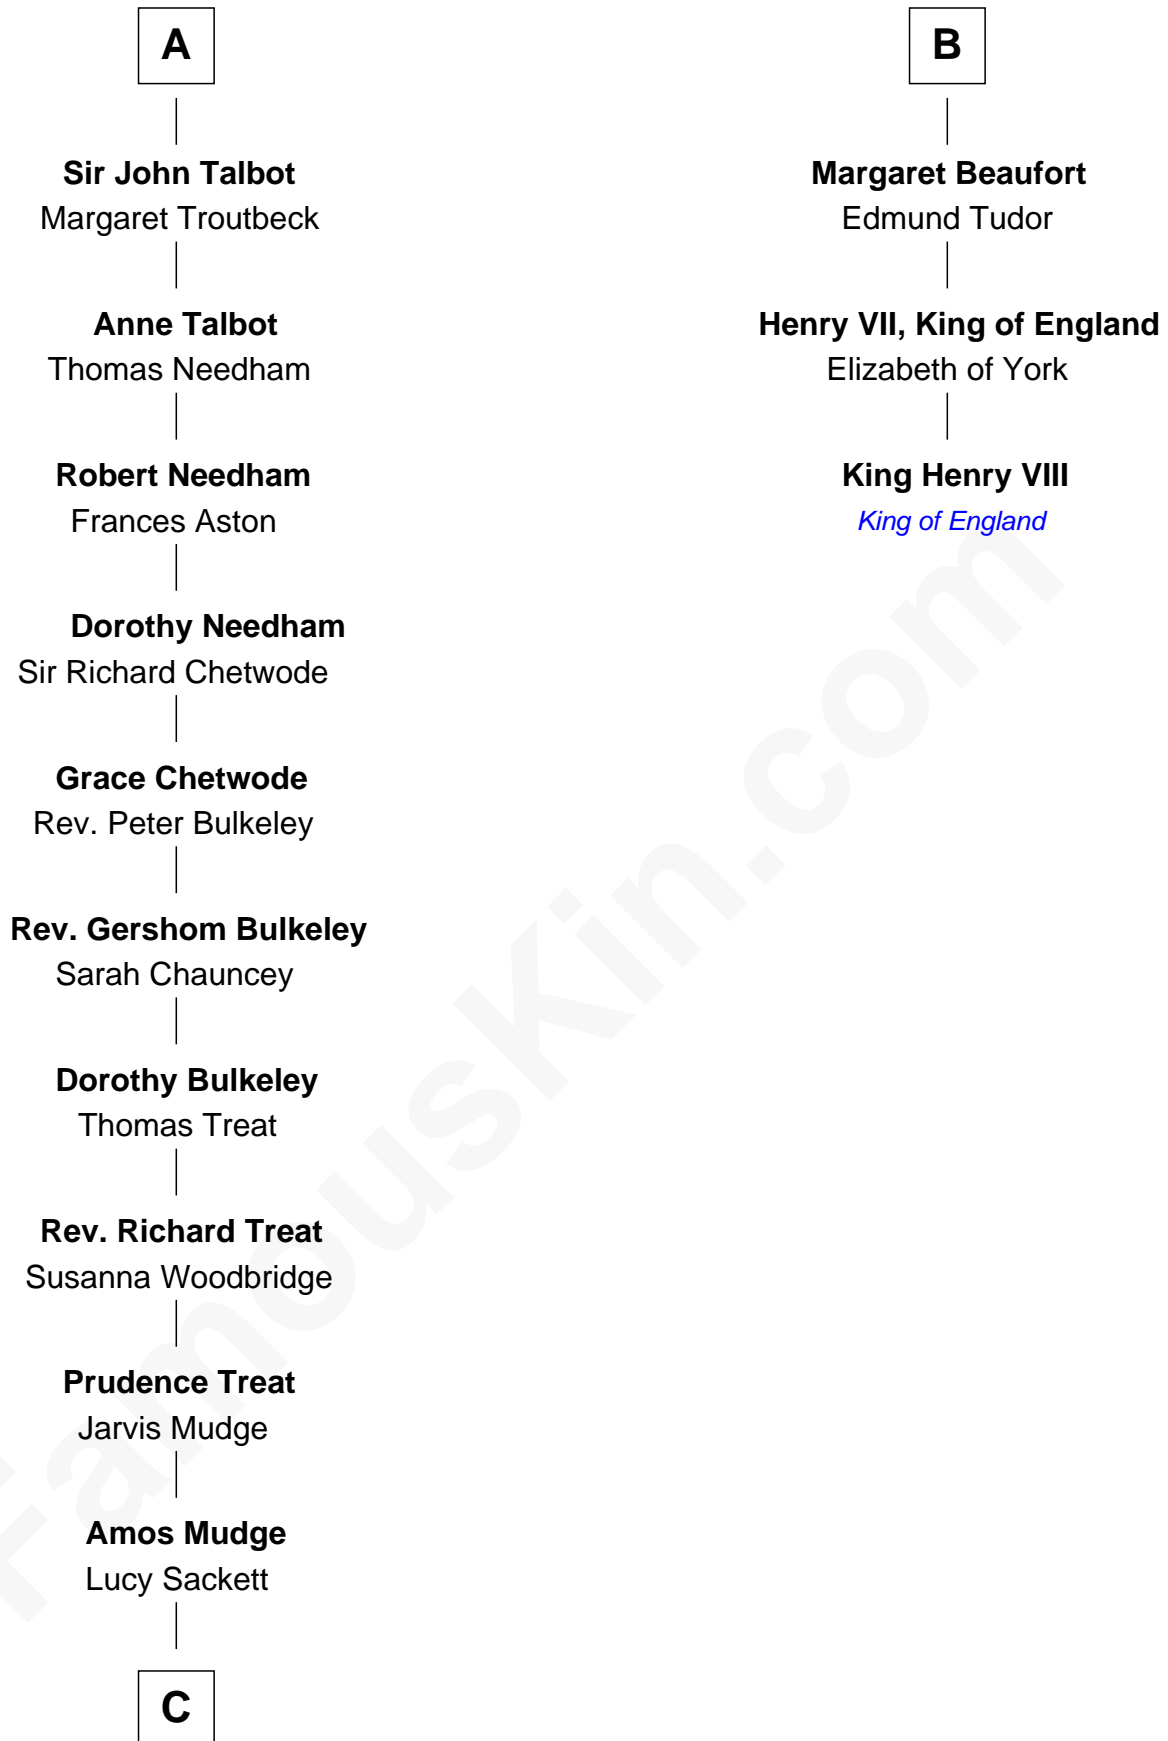 A
Sir John Talbot
Margaret Troutbeck
Anne Talbot
Thomas Needham
Robert Needham
Frances Aston
Dorothy Needham
Sir Richard Chetwode
Grace Chetwode
Rev. Peter Bulkeley
Rev. Gershom Bulkeley
Sarah Chauncey
Dorothy Bulkeley
Thomas Treat
Rev. Richard Treat
Susanna Woodbridge
Prudence Treat
Jarvis Mudge
Amos Mudge
Lucy Sackett
C
B
Margaret Beaufort
Edmund Tudor
Henry VII, King of England
Elizabeth of York
King Henry VIII
King of England
FamousKin.com